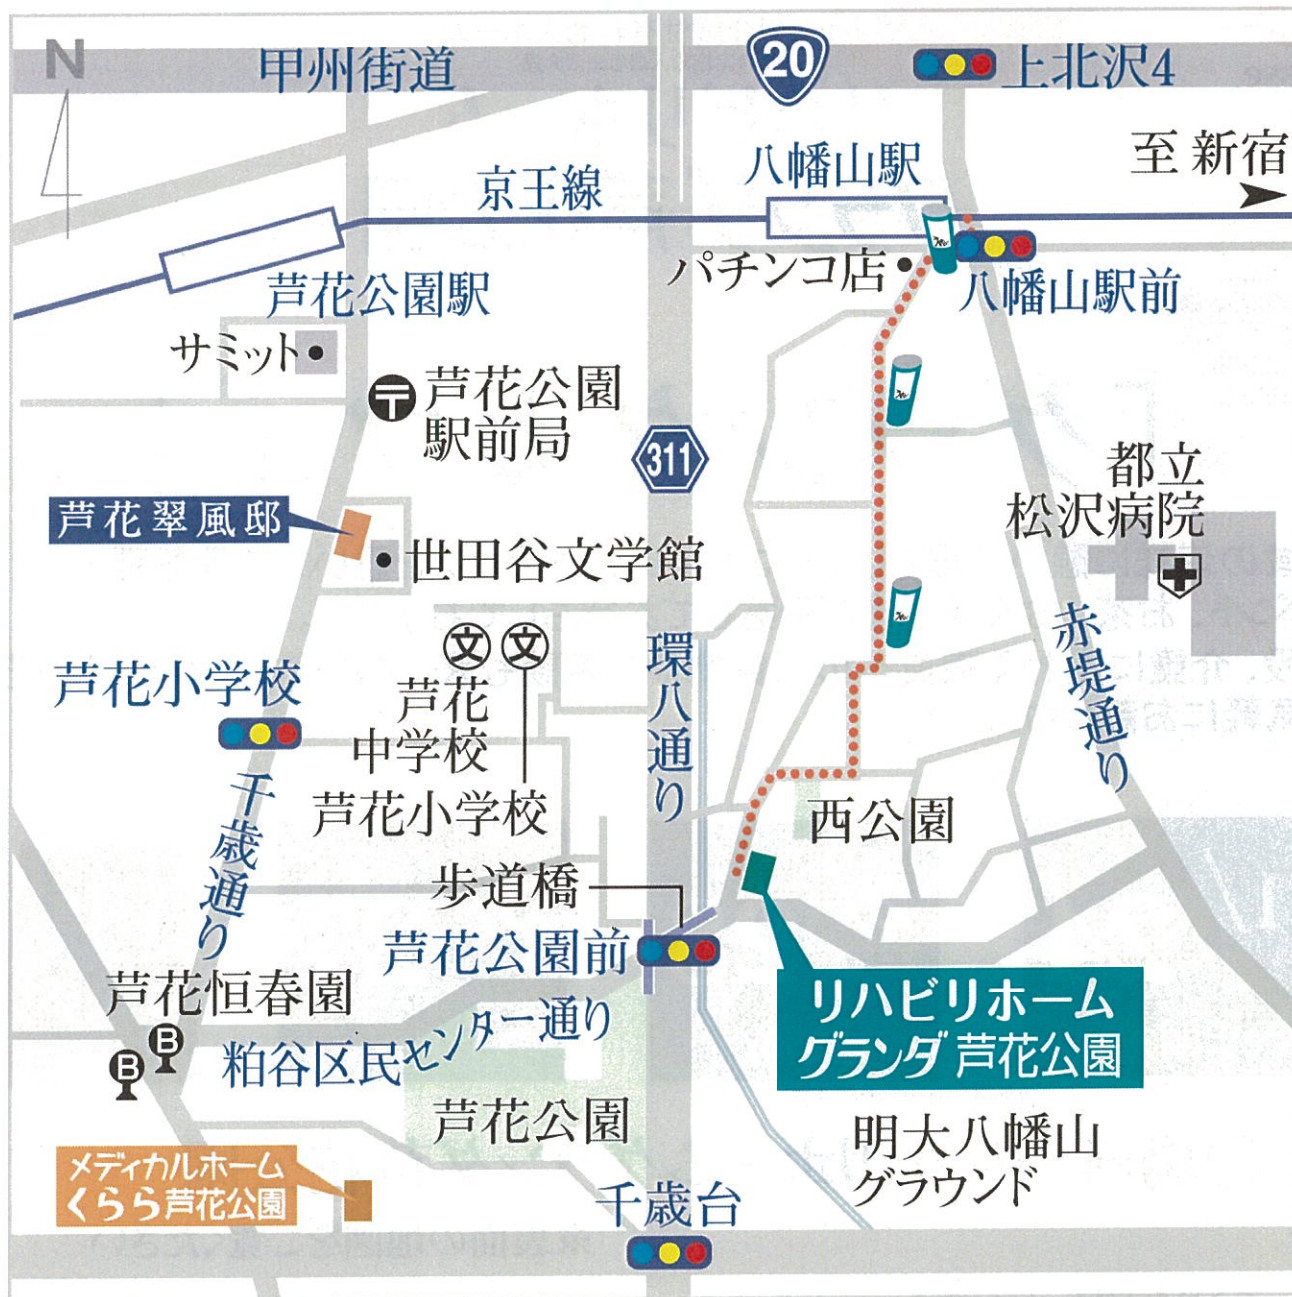 N
甲州街道
20
上北沢4
至 新宿
八幡山駅
京王線
パチンコ店
八幡山駅前
芦花公園駅
サミット
芦花公園
駅前局
311
都立
松沢病院
芦花翠風邸
世田谷文学館
文
文
芦花小学校
芦花
中学校
芦花小学校
環八通り
赤堤通り
千歳通り
西公園
歩道橋
芦花公園前
芦花恒春園
B
B
粕谷区民センター通り
リハビリホーム
グランダ 芦花公園
芦花公園
明大八幡山
グラウンド
メディカルホーム
くらら芦花公園
千歳台